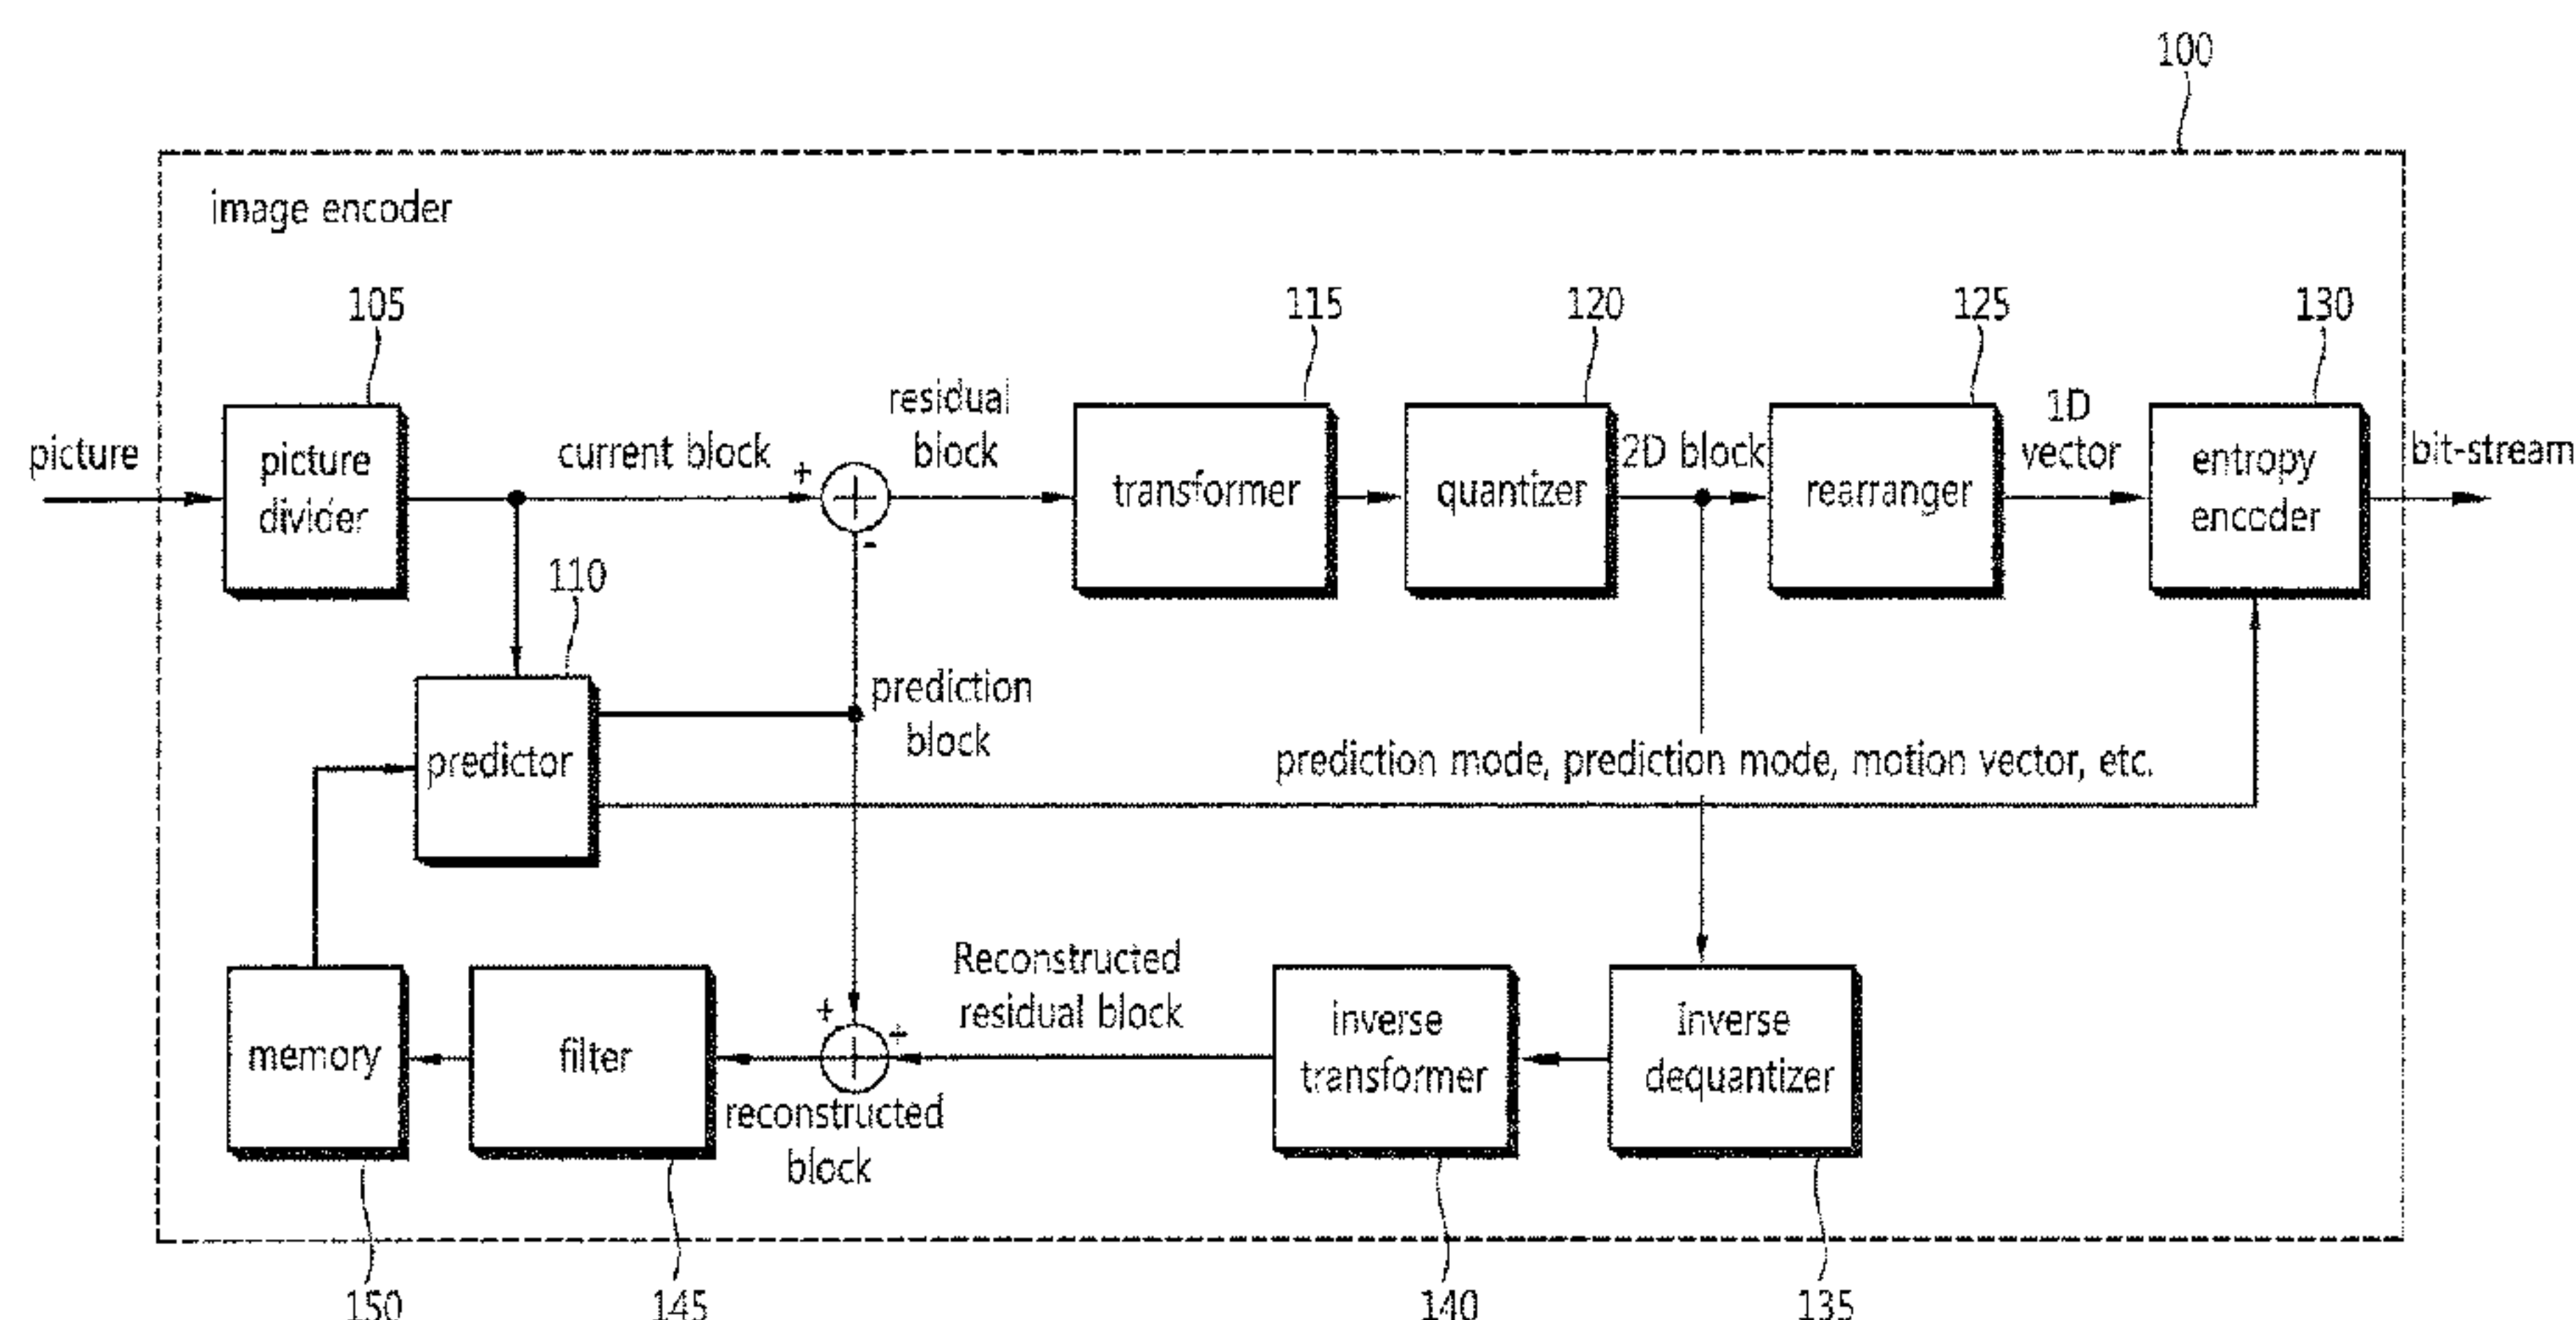 100
image encoder
105
115
120
125
130
picture
picture
divider
current block
+
-
residual
block
transformer
quantizer
2D block
rearranger
1D
vector
entropy
encoder
bit-stream
110
predictor
prediction
block
prediction mode, prediction mode, motion vector, etc.
memory
filter
+
+
reconstructed
block
Reconstructed
residual block
inverse
transformer
Inverse
dequantizer
150
145
140
135